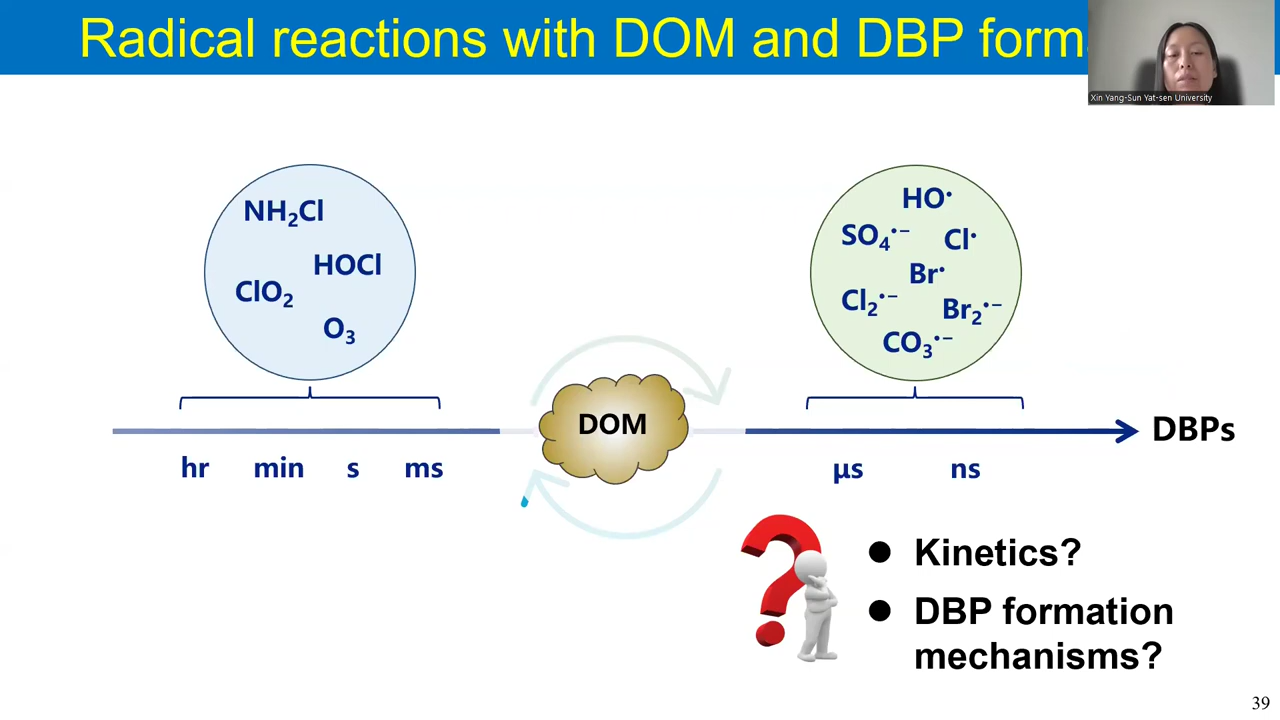 Radical reactions with DOM and DBP form
Xin Yang-Sun Yat-sen University
NH₂Cl
HOCl
ClO₂
O₃
HO•
SO₄•−
Cl•
Br•
Cl₂•−
Br₂•−
CO₃•−
DOM
DBPs
hr min s ms
μs ns
● Kinetics?
● DBP formation
mechanisms?
39